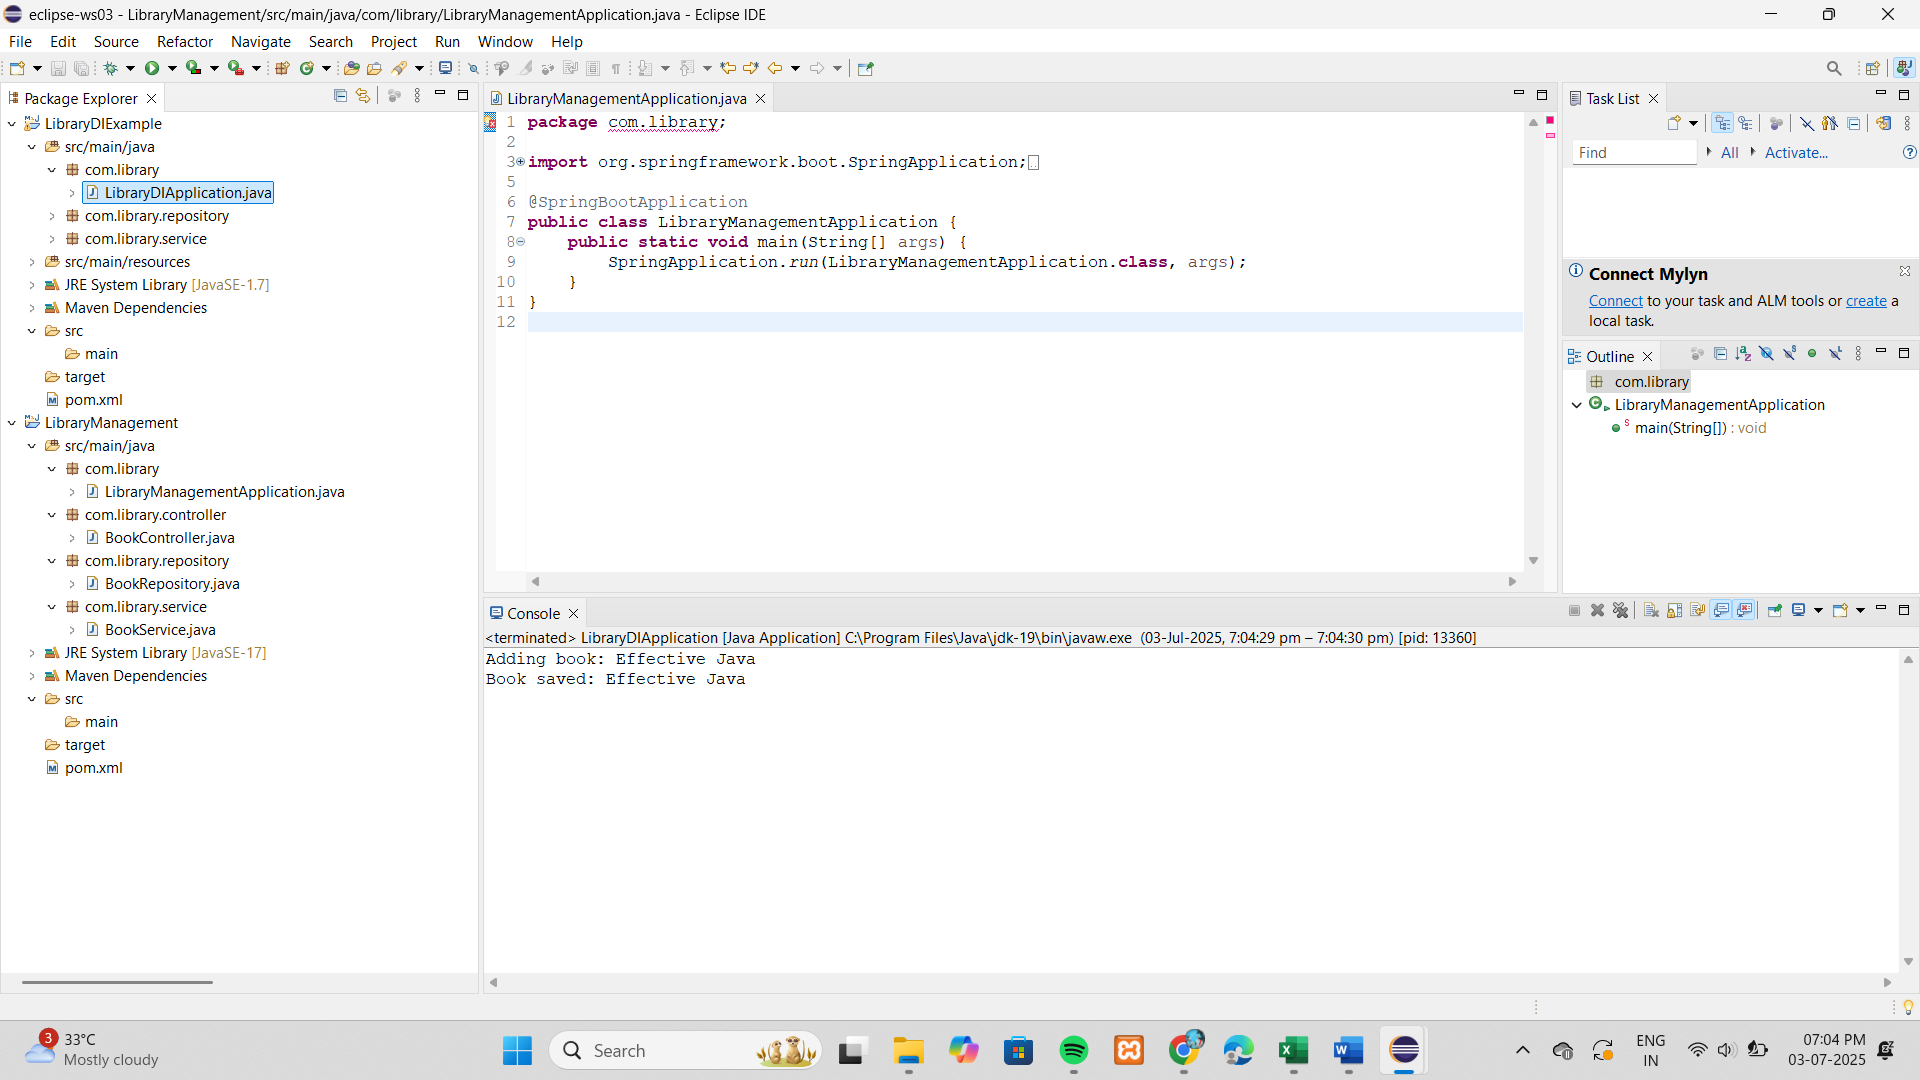 eclipse-ws03 - LibraryManagement/src/main/java/com/library/LibraryManagementApplication.java - Eclipse IDE
File Edit Source Refactor Navigate Search Project Run Window Help
Package Explorer
LibraryDIExample
src/main/java
com.library
LibraryDIApplication.java
com.library.repository
com.library.service
src/main/resources
JRE System Library [JavaSE-1.7]
Maven Dependencies
src
main
target
pom.xml
LibraryManagement
src/main/java
com.library
LibraryManagementApplication.java
com.library.controller
BookController.java
com.library.repository
BookRepository.java
com.library.service
BookService.java
JRE System Library [JavaSE-17]
Maven Dependencies
src
main
target
pom.xml
LibraryManagementApplication.java
1 package com.library;
2
3 import org.springframework.boot.SpringApplication;
5
6 @SpringBootApplication
7 public class LibraryManagementApplication {
8 public static void main(String[] args) {
9 SpringApplication.run(LibraryManagementApplication.class, args);
10 }
11 }
12
Task List
Find All Activate...
Connect Mylyn
Connect to your task and ALM tools or create a
local task.
Outline
com.library
LibraryManagementApplication
main(String[]) : void
Console
<terminated> LibraryDIApplication [Java Application] C:\Program Files\Java\jdk-19\bin\javaw.exe (03-Jul-2025, 7:04:29 pm – 7:04:30 pm) [pid: 13360]
Adding book: Effective Java
Book saved: Effective Java
3
33°C
Mostly cloudy
Search
ENG
IN
07:04 PM
03-07-2025